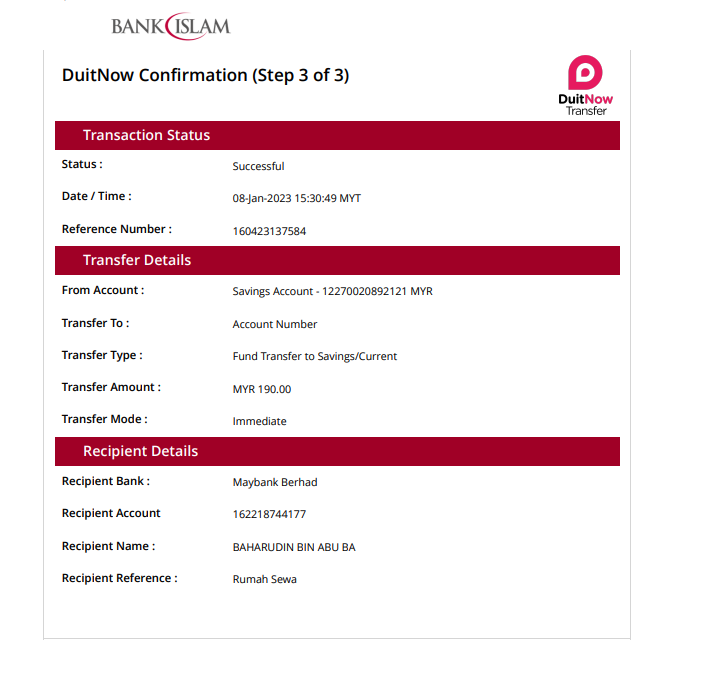 BANK ISLAM
DuitNow Confirmation (Step 3 of 3)
DuitNow
Transfer
Transaction Status
Status : Successful
Date / Time : 08-Jan-2023 15:30:49 MYT
Reference Number : 160423137584
Transfer Details
From Account : Savings Account - 12270020892121 MYR
Transfer To : Account Number
Transfer Type : Fund Transfer to Savings/Current
Transfer Amount : MYR 190.00
Transfer Mode : Immediate
Recipient Details
Recipient Bank : Maybank Berhad
Recipient Account 162218744177
Recipient Name : BAHARUDIN BIN ABU BA
Recipient Reference : Rumah Sewa